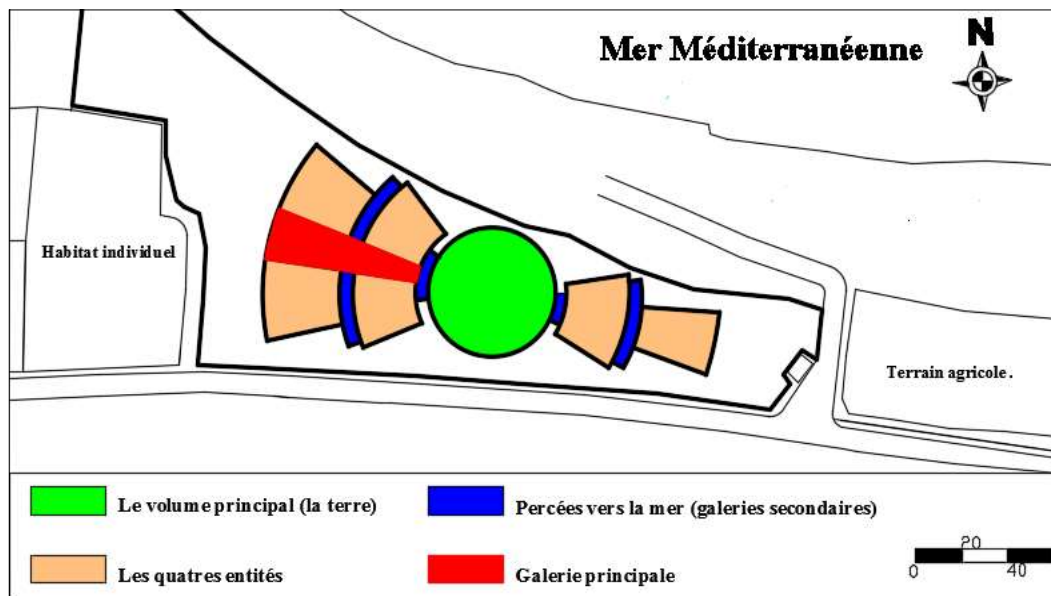 Mer Méditerranéenne
N
Habitat individuel
Terrain agricole.
Le volume principal (la terre)
Percées vers la mer (galeries secondaires)
Les quatres entités
Galerie principale
20
0
40